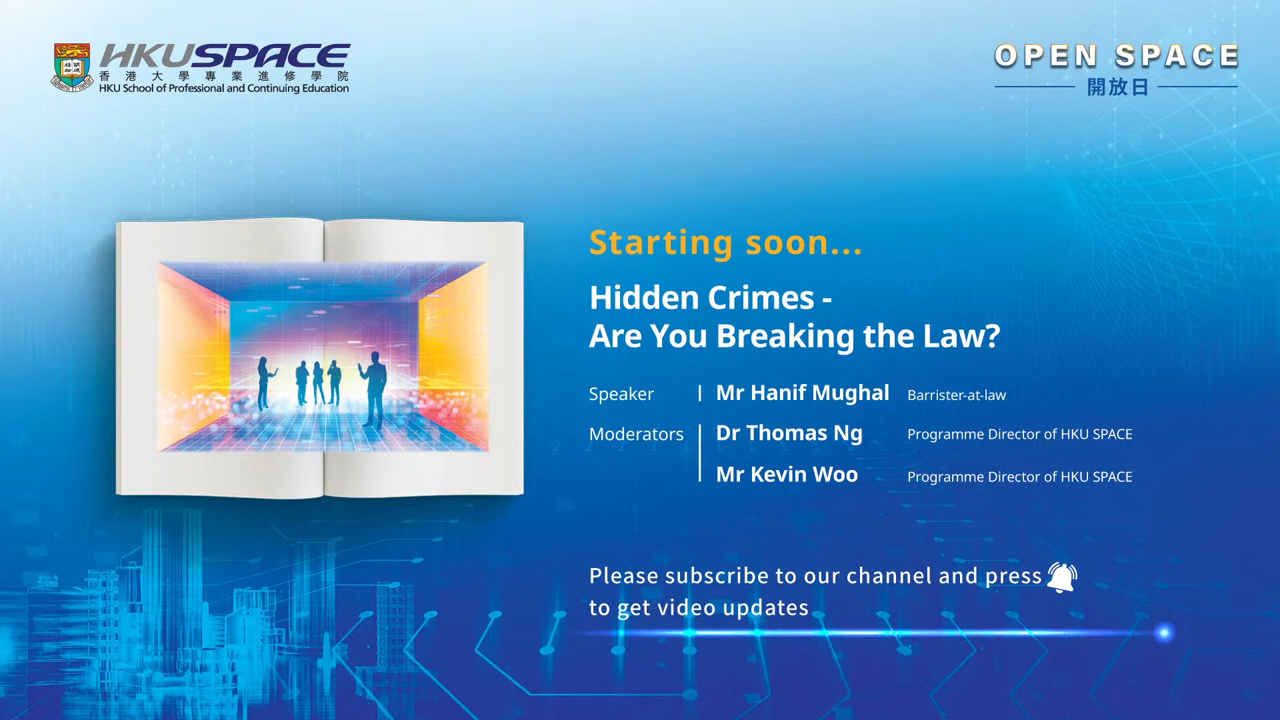 HKUSPACE
香港大學專業進修學院
HKU School of Professional and Continuing Education
OPEN SPACE
開放日
Starting soon...
Hidden Crimes -
Are You Breaking the Law?
Speaker Mr Hanif Mughal Barrister-at-law
Moderators Dr Thomas Ng Programme Director of HKU SPACE
Mr Kevin Woo Programme Director of HKU SPACE
Please subscribe to our channel and press
to get video updates